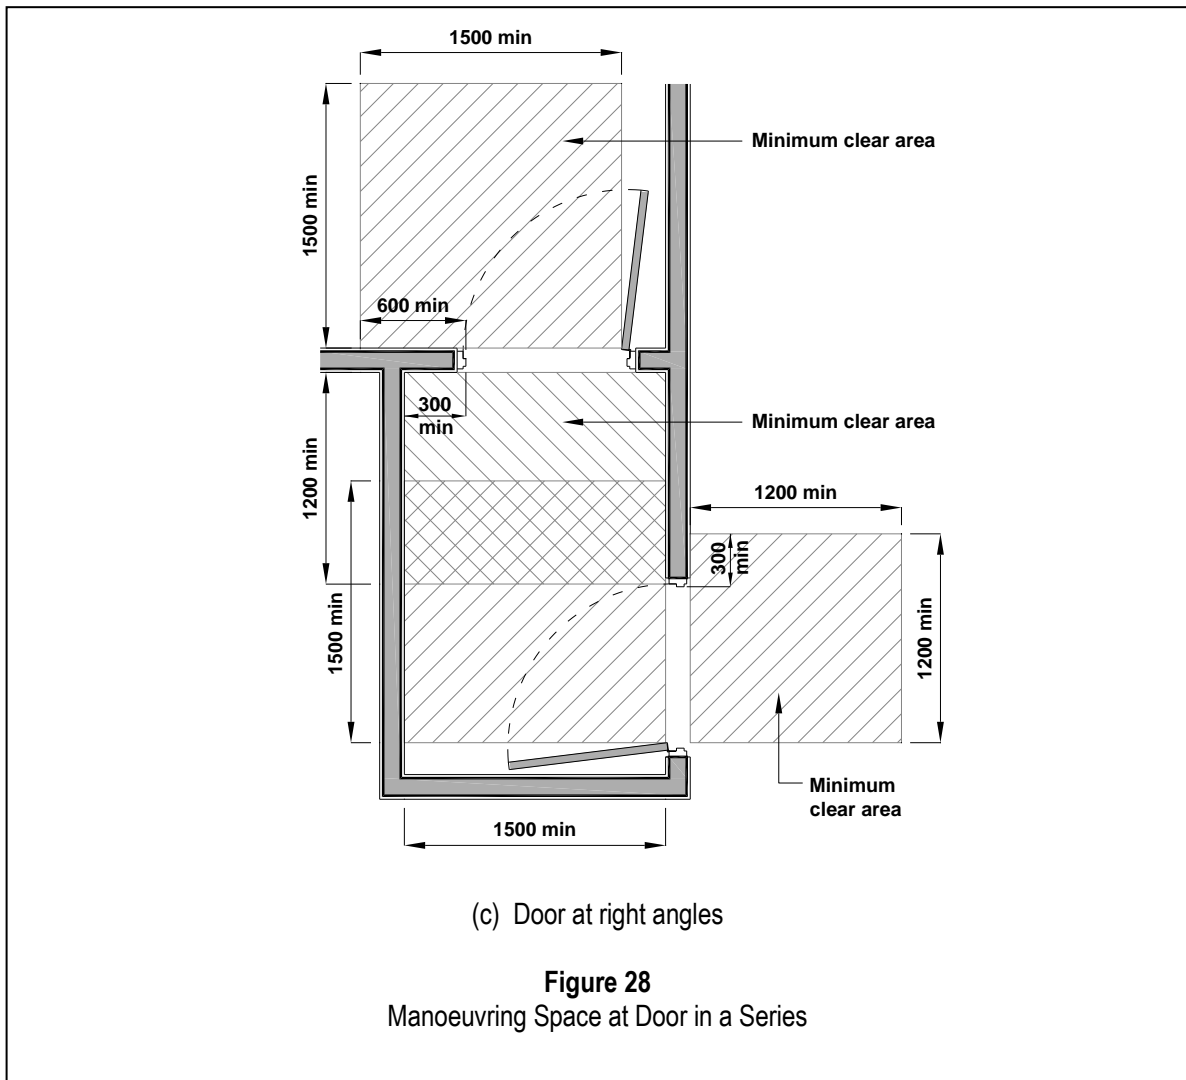 1500 min
Minimum clear area
1500 min
600 min
300
min
Minimum clear area
1200 min
1200 min
300
min
1500 min
1200 min
Minimum
clear area
1500 min
(c) Door at right angles
Figure 28
Manoeuvring Space at Door in a Series